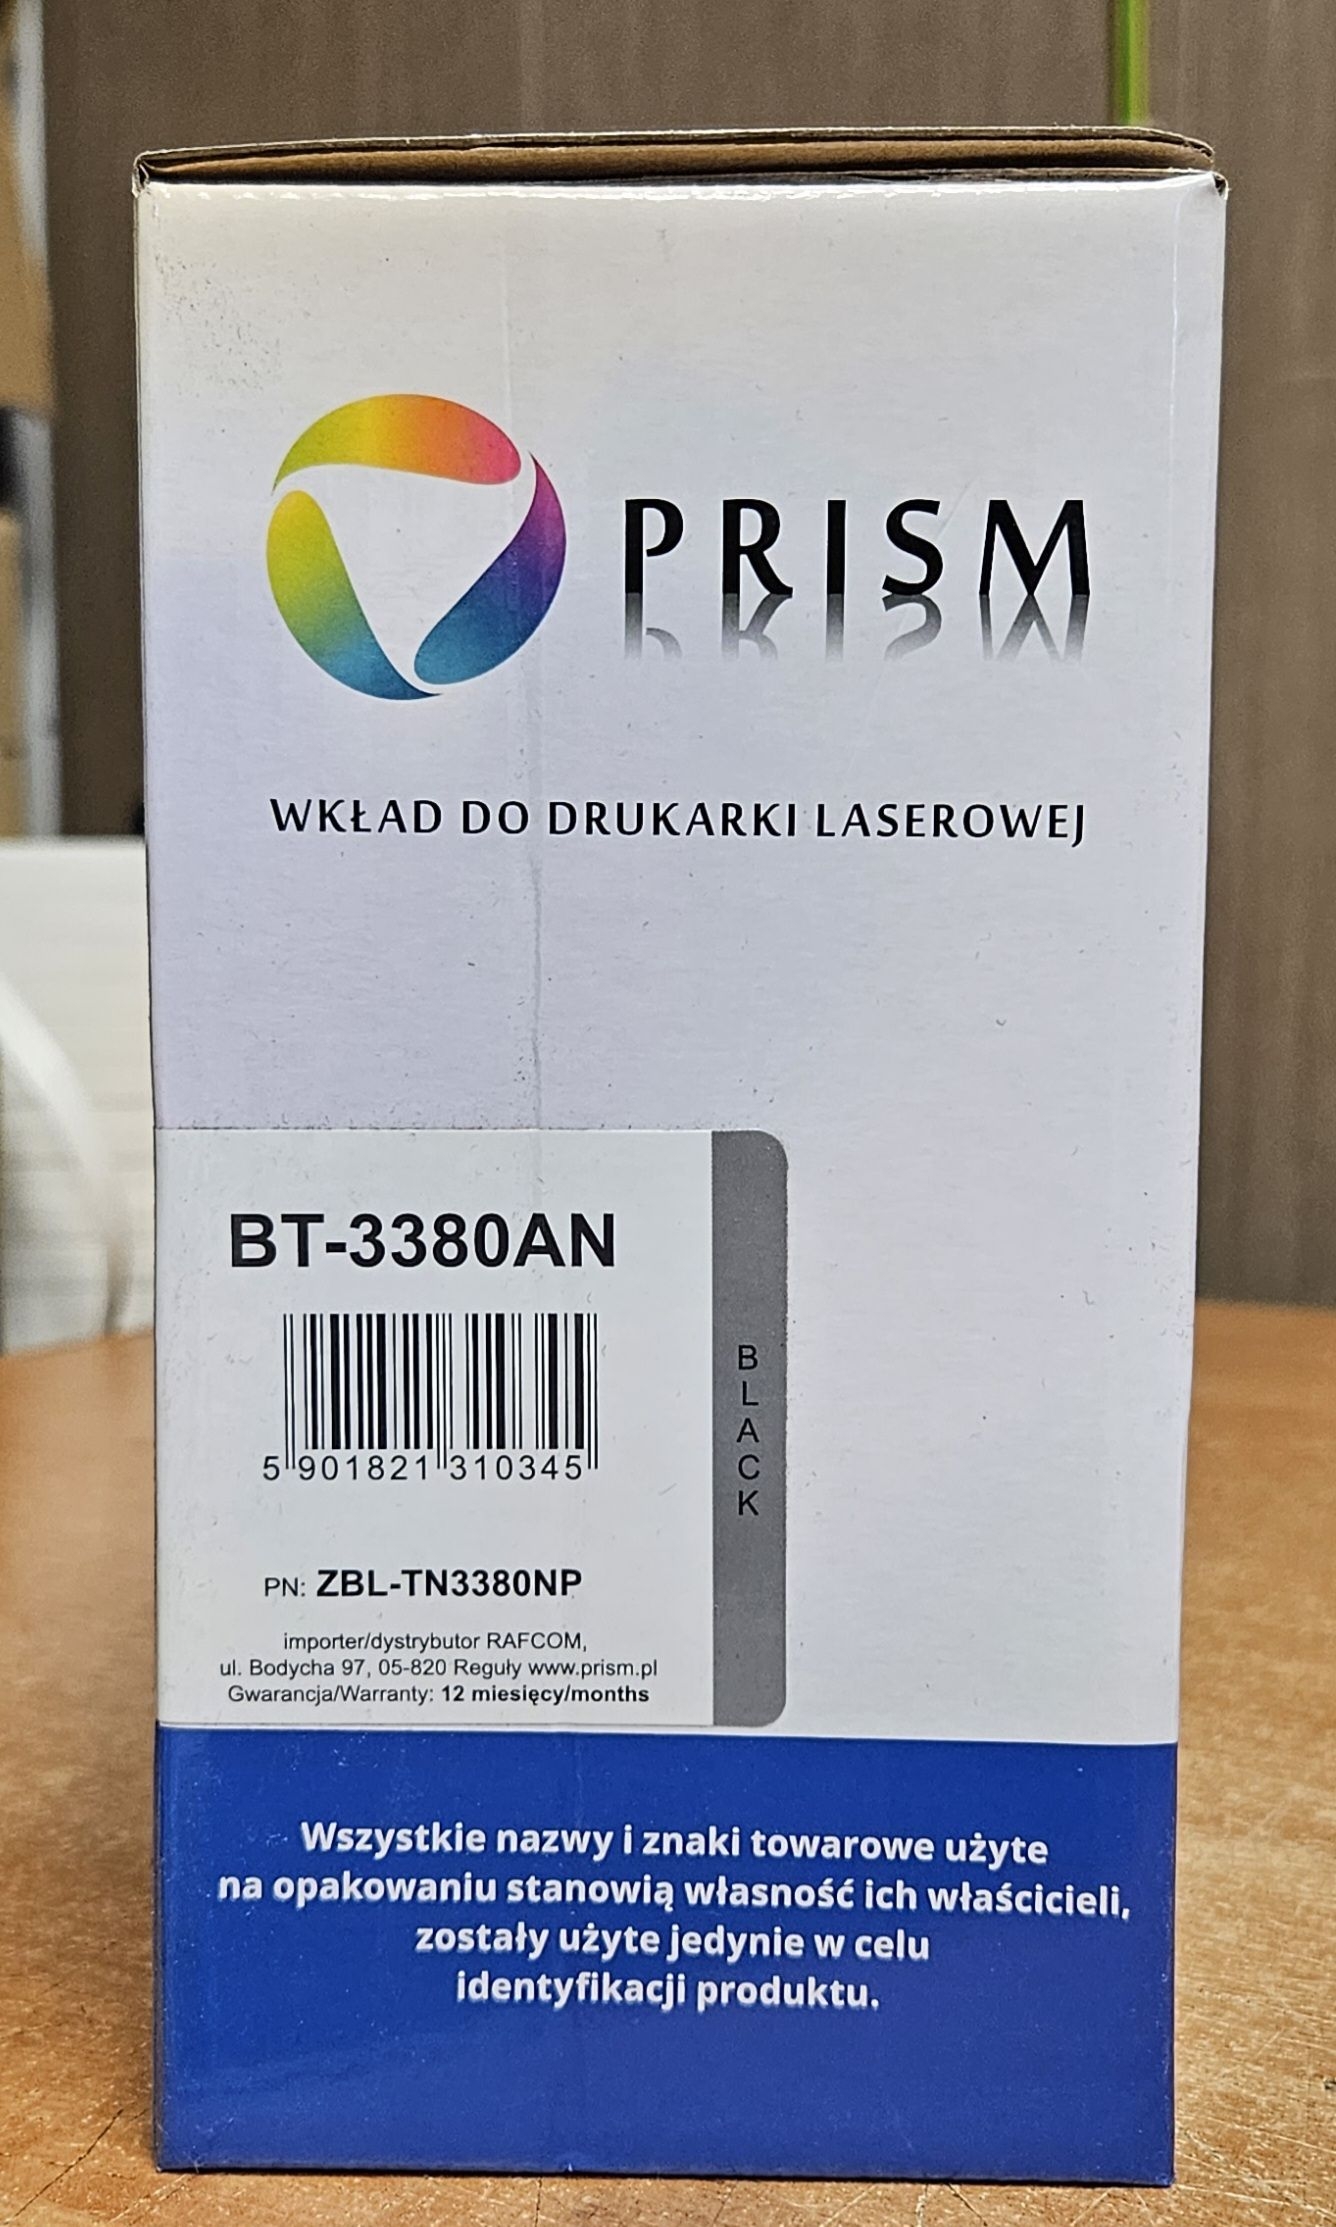 PRISM
WKŁAD DO DRUKARKI LASEROWEJ
BT-3380AN
BLACK
5 901821 310345
PN: ZBL-TN3380NP
importer/dystrybutor RAFCOM,
ul. Bodycha 97, 05-820 Reguły www.prism.pl
Gwarancja/Warranty: 12 miesięcy/months
Wszystkie nazwy i znaki towarowe użyte
na opakowaniu stanowią własność ich właścicieli,
zostały użyte jedynie w celu
identyfikacji produktu.